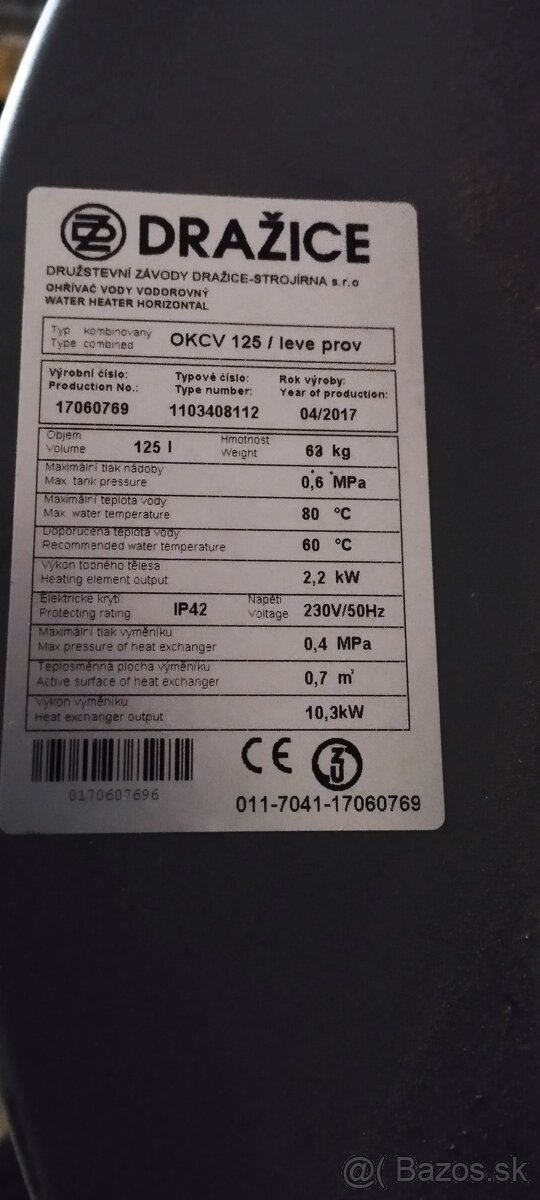 DRAŽICE
DRUŽSTEVNÍ ZÁVODY DRAŽICE-STROJÍRNA s.r.o
OHŘÍVAČ VODY VODOROVNÝ
WATER HEATER HORIZONTAL
Typ kombinovaný
Type combined OKCV 125 / leve prov
Výrobní číslo: Typové číslo: Rok výroby:
Production No.: Type number: Year of production:
17060769 1103408112 04/2017
Objem Hmotnost
Volume 125 l Weight 63 kg
Maximální tlak nádoby
Max. tank pressure 0,6 MPa
Maximální teplota vody
Max. water temperature 80 °C
Doporučená teplota vody
Recommended water temperature 60 °C
Výkon topného tělesa
Heating element output 2,2 kW
Elektrické krytí Napětí
Protecting rating IP42 Voltage 230V/50Hz
Maximální tlak výměníku
Max pressure of heat exchanger 0,4 MPa
Teplosměnná plocha výměníku
Active surface of heat exchanger 0,7 m²
Výkon výměníku
Heat exchanger output 10,3kW
0170607696
CE
011-7041-17060769
@( Bazos.sk